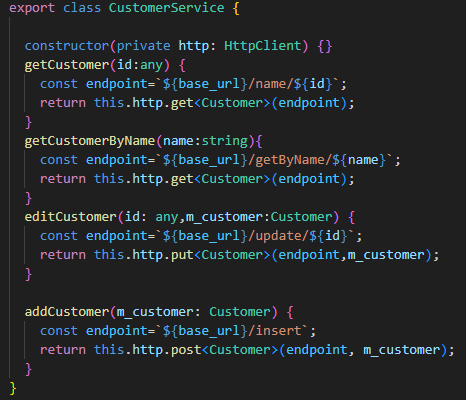 export class CustomerService {
constructor(private http: HttpClient) {}
getCustomer(id:any) {
const endpoint=`${base_url}/name/${id}`;
return this.http.get<Customer>(endpoint);
}
getCustomerByName(name:string){
const endpoint=`${base_url}/getByName/${name}`;
return this.http.get<Customer>(endpoint);
}
editCustomer(id: any,m_customer:Customer) {
const endpoint=`${base_url}/update/${id}`;
return this.http.put<Customer>(endpoint,m_customer);
}
addCustomer(m_customer: Customer) {
const endpoint=`${base_url}/insert`;
return this.http.post<Customer>(endpoint, m_customer);
}
}